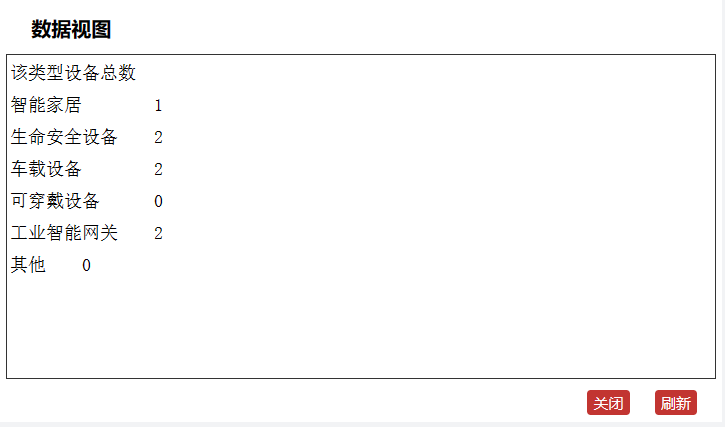 数据视图
该类型设备总数
智能家居 1
生命安全设备 2
车载设备 2
可穿戴设备 0
工业智能网关 2
其他 0
关闭 刷新